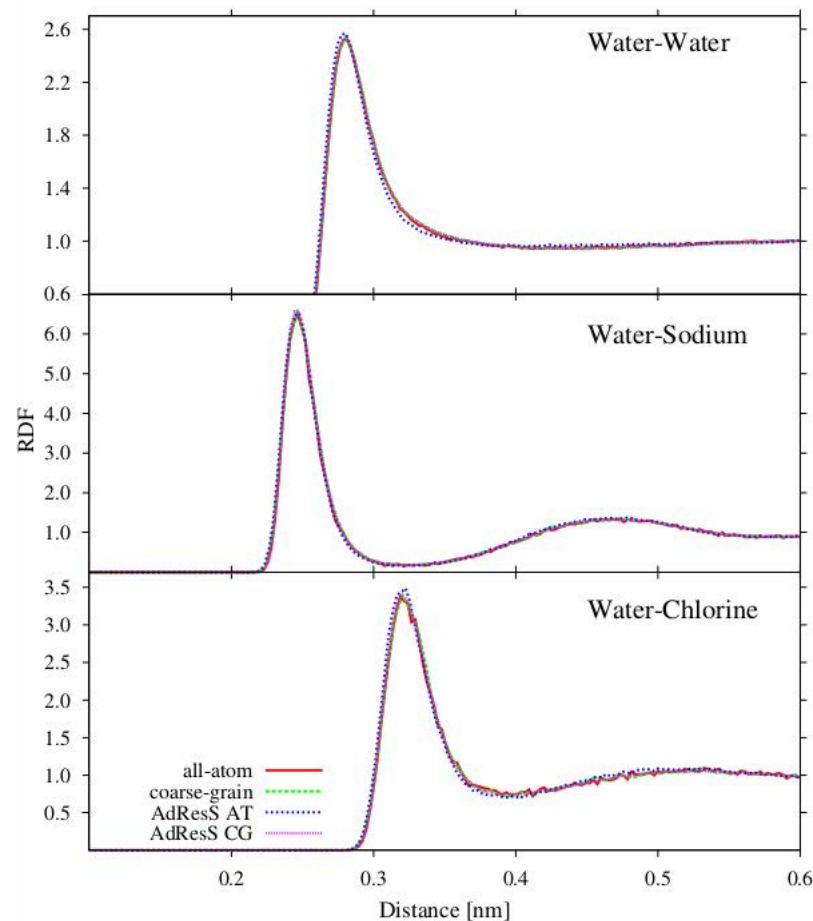 Water-Water
2.6
2.2
1.8
1.4
1.0
0.6
Water-Sodium
6.0
5.0
4.0
3.0
2.0
1.0
RDF
Water-Chlorine
3.5
3.0
2.5
2.0
1.5
1.0
0.5
all-atom
coarse-grain
AdResS AT
AdResS CG
0.2 0.3 0.4 0.5 0.6
Distance [nm]